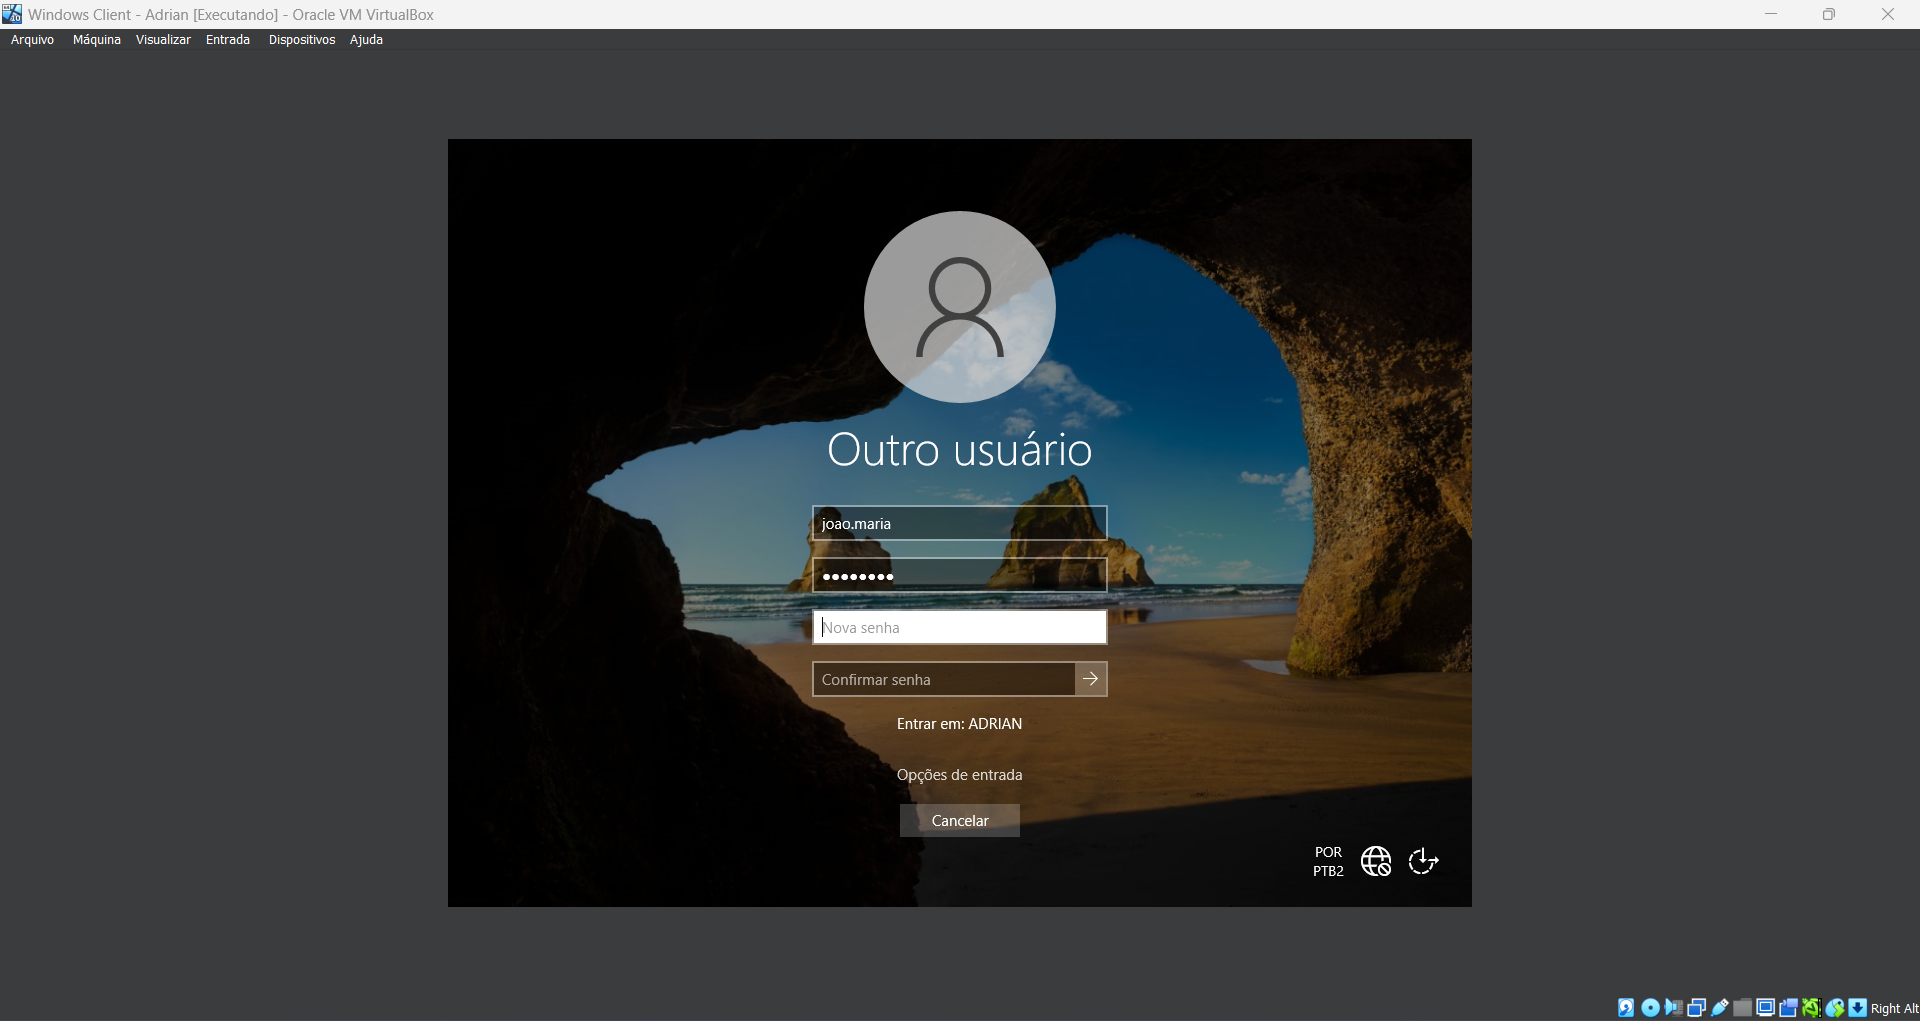 Windows Client - Adrian [Executando] - Oracle VM VirtualBox
Arquivo Máquina Visualizar Entrada Dispositivos Ajuda
Outro usuário
joao.maria
Nova senha
Confirmar senha
Entrar em: ADRIAN
Opções de entrada
Cancelar
POR
PTB2
Right Alt